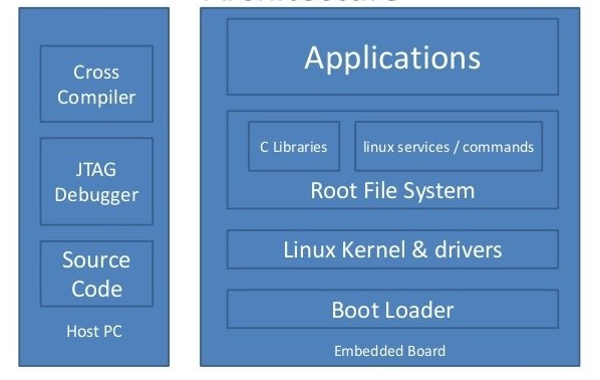 Cross
Compiler
JTAG
Debugger
Source
Code
Host PC
Applications
C Libraries
linux services / commands
Root File System
Linux Kernel & drivers
Boot Loader
Embedded Board